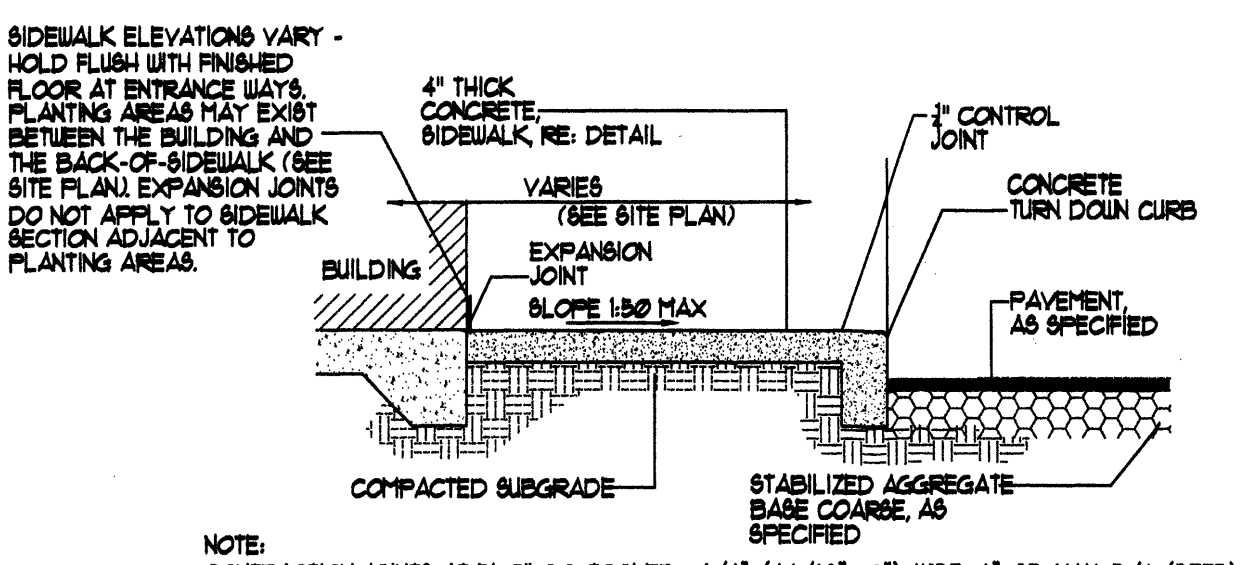 SIDEWALK ELEVATIONS VARY -
HOLD FLUSH WITH FINISHED
FLOOR AT ENTRANCE WAYS.
PLANTING AREAS MAY EXIST
BETWEEN THE BUILDING AND
THE BACK-OF-SIDEWALK (SEE
SITE PLAN). EXPANSION JOINTS
DO NOT APPLY TO SIDEWALK
SECTION ADJACENT TO
PLANTING AREAS.
4" THICK
CONCRETE,
SIDEWALK, RE: DETAIL
CONTROL
JOINT
VARIES
(SEE SITE PLAN)
CONCRETE
TURN DOWN CURB
EXPANSION
JOINT
BUILDING
SLOPE 1:50 MAX
PAVEMENT,
AS SPECIFIED
COMPACTED SUBGRADE
STABILIZED AGGREGATE
BASE COARSE, AS
SPECIFIED
NOTE: